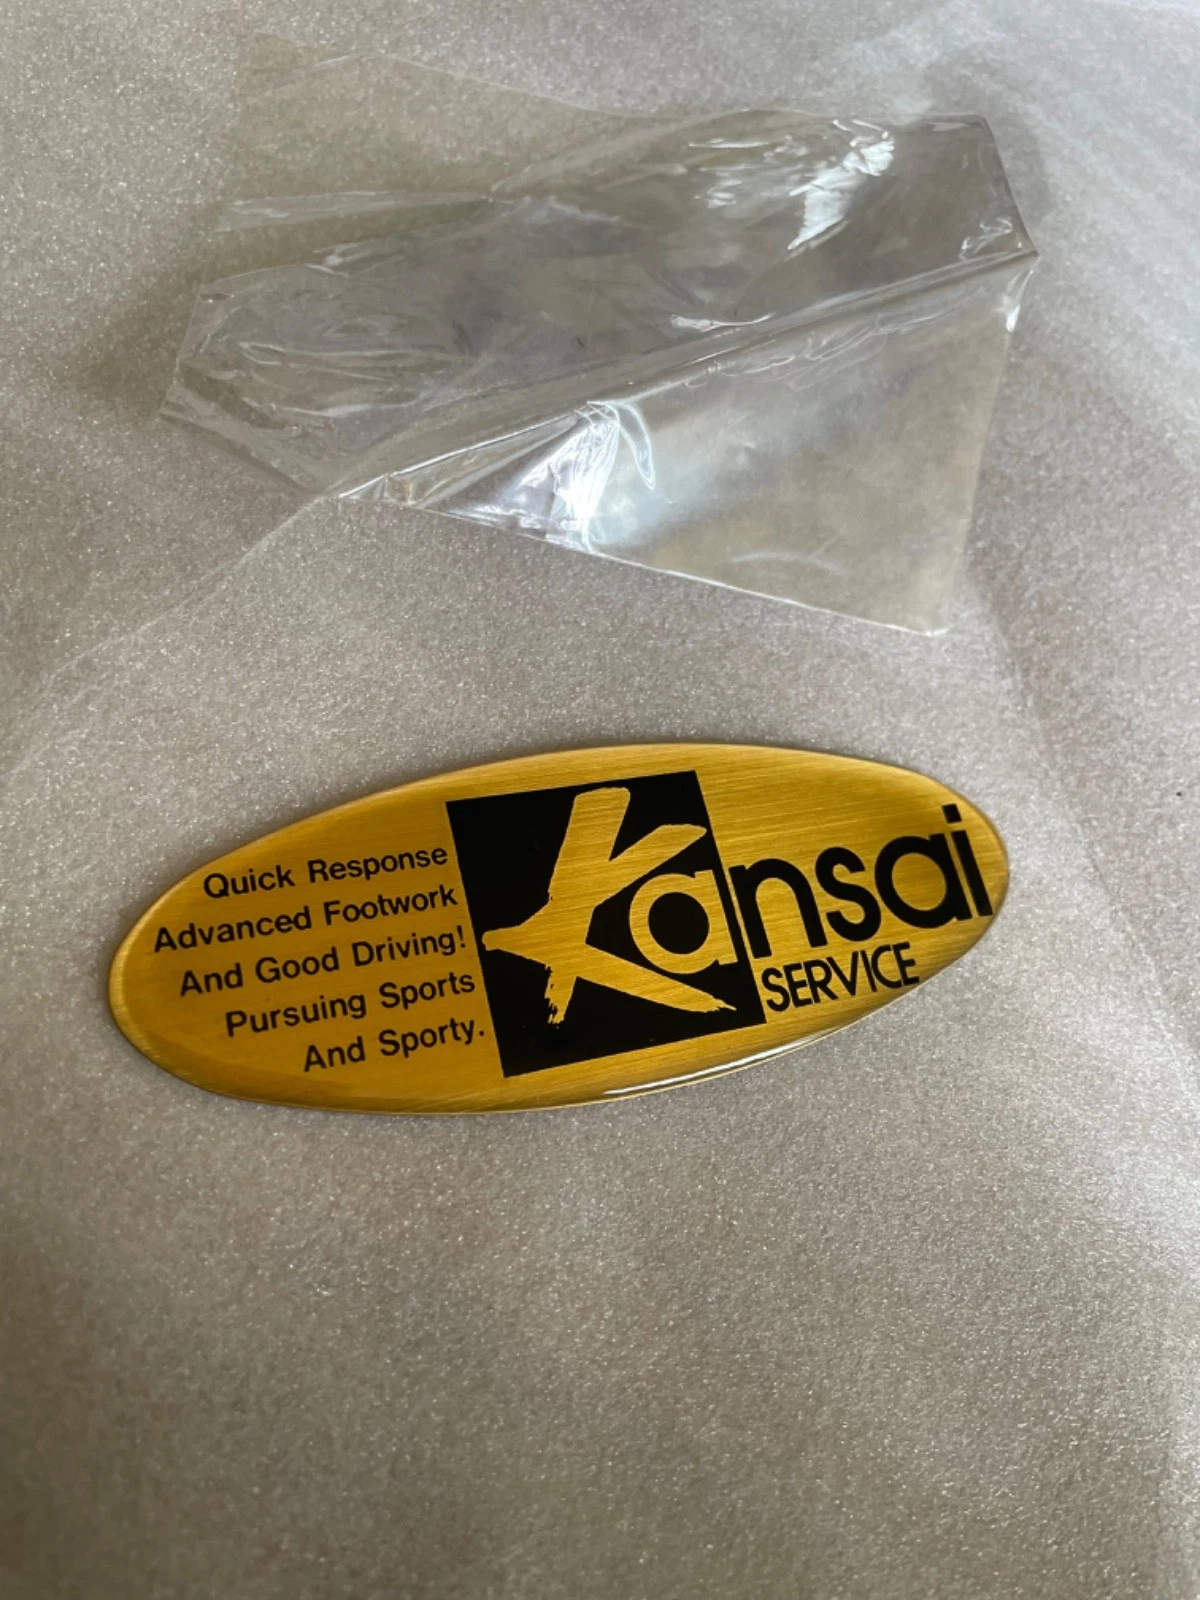 Quick Response
Advanced Footwork
And Good Driving!
Pursuing Sports
And Sporty.
Kansai
SERVICE